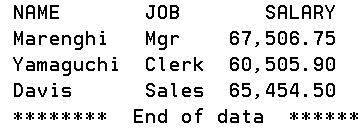 NAME       JOB       SALARY
Marenghi   Mgr    67,506.75
Yamaguchi  Clerk  60,505.90
Davis      Sales  65,454.50
********  End of data  ******